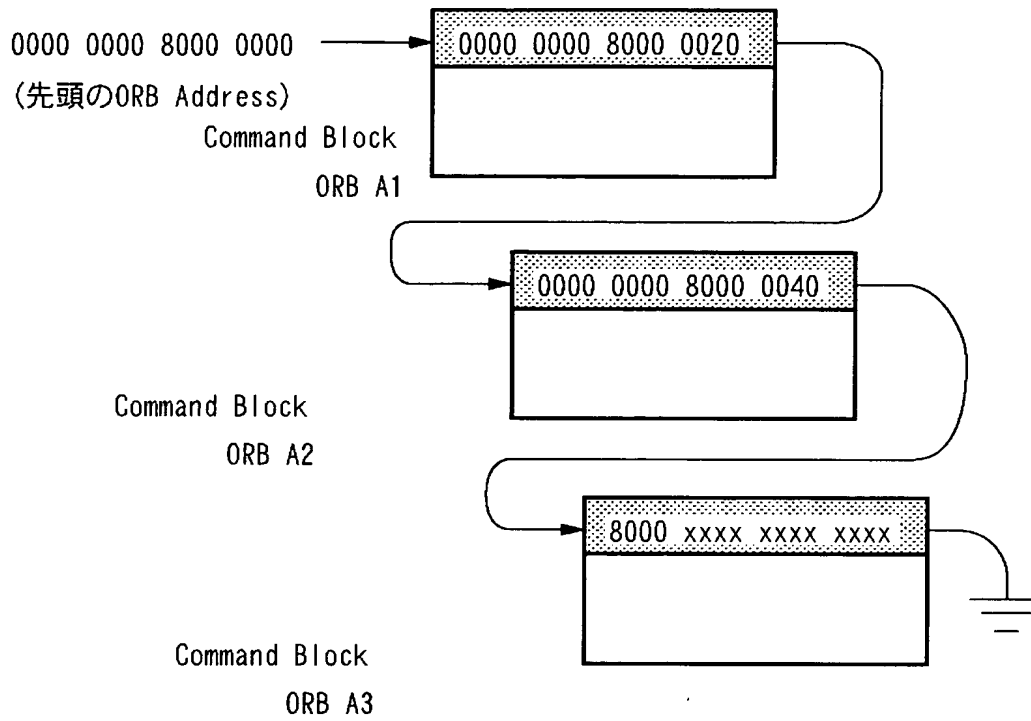 0000 0000 8000 0000
0000 0000 8000 0020
(先頭のORB Address)
Command Block
ORB A1
0000 0000 8000 0040
Command Block
ORB A2
8000 xxxx xxxx xxxx
Command Block
ORB A3